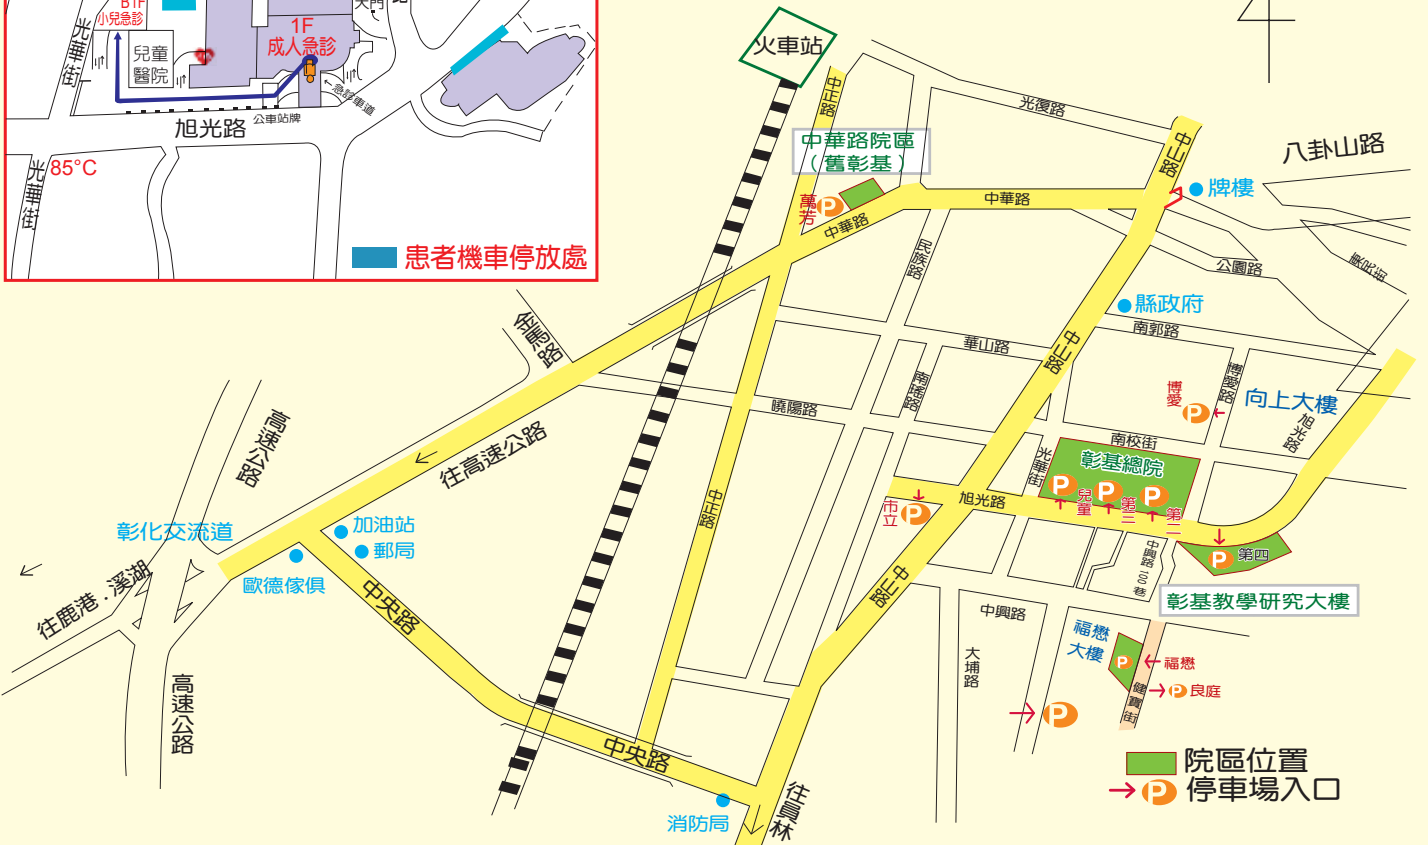 B1F
小兒急診
1F
成人急診
大門
路
光華街
兒童
醫院
←急診車道
公車站牌
旭光路
85°C
光華街
患者機車停放處
火車站
中正路
光復路
中山路
八卦山路
中華路院區
（舊彰基）
牌樓
萬芳
P
中華路
中華路
民族路
公園路
縣政府
南郭路
金馬路
華山路
中山路
博愛路
博愛
P
向上大樓
南瑤路
曉陽路
旭光路
高速公路
往高速公路
南校街
彰基總院
光華街
P
P
P
兒童
第三
第二
中正路
旭光路
市立
P
彰化交流道
加油站
郵局
歐德傢俱
P
第四
中興路100巷
彰基教學研究大樓
中山路
往鹿港.溪湖
中央路
中興路
福懋
大樓
P
福懋
P
良庭
健寶街
大埔路
P
高速公路
中央路
院區位置
P
停車場入口
往員林
消防局